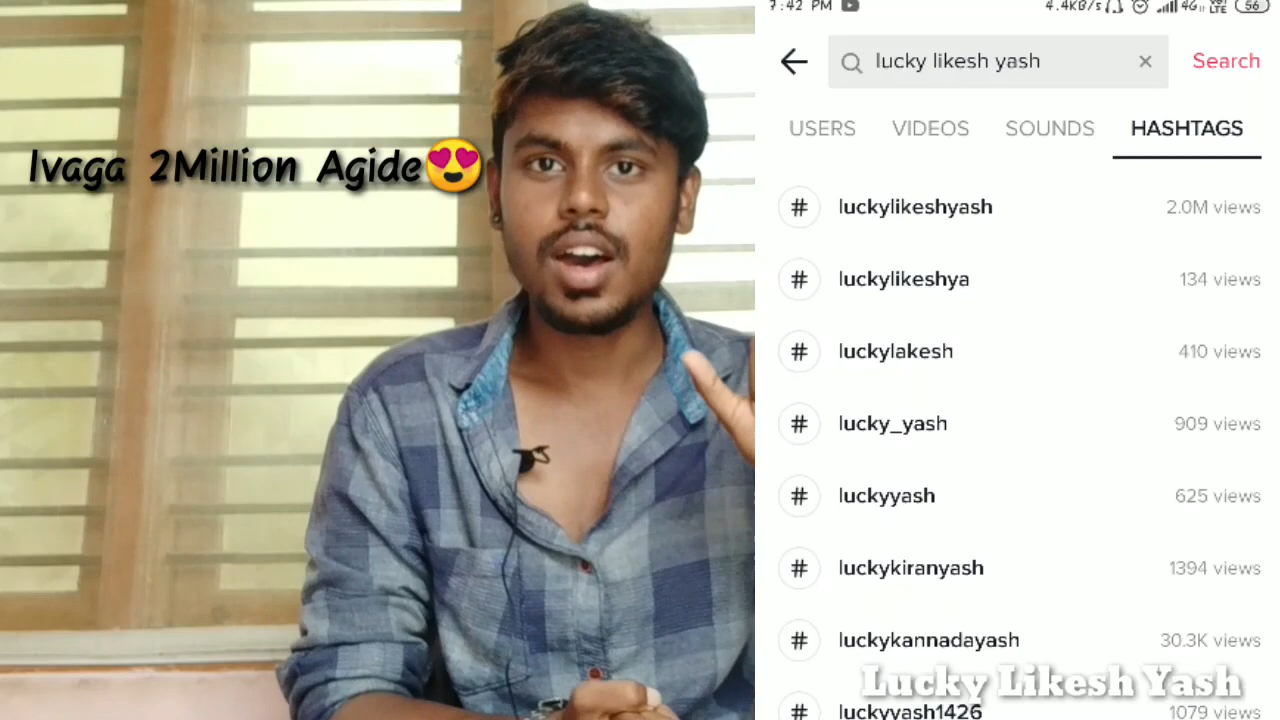 Ivaga 2Million Agide😍
7:42 PM
4.4KB/s 4G VoLTE 56
lucky likesh yash
Search
USERS VIDEOS SOUNDS HASHTAGS
# luckylikeshyash 2.0M views
# luckylikeshya 134 views
# luckylakesh 410 views
# lucky_yash 909 views
# luckyyash 625 views
# luckykiranyash 1394 views
# luckykannadayash 30.3K views
Lucky Likesh Yash
# luckyyash1426 1079 views